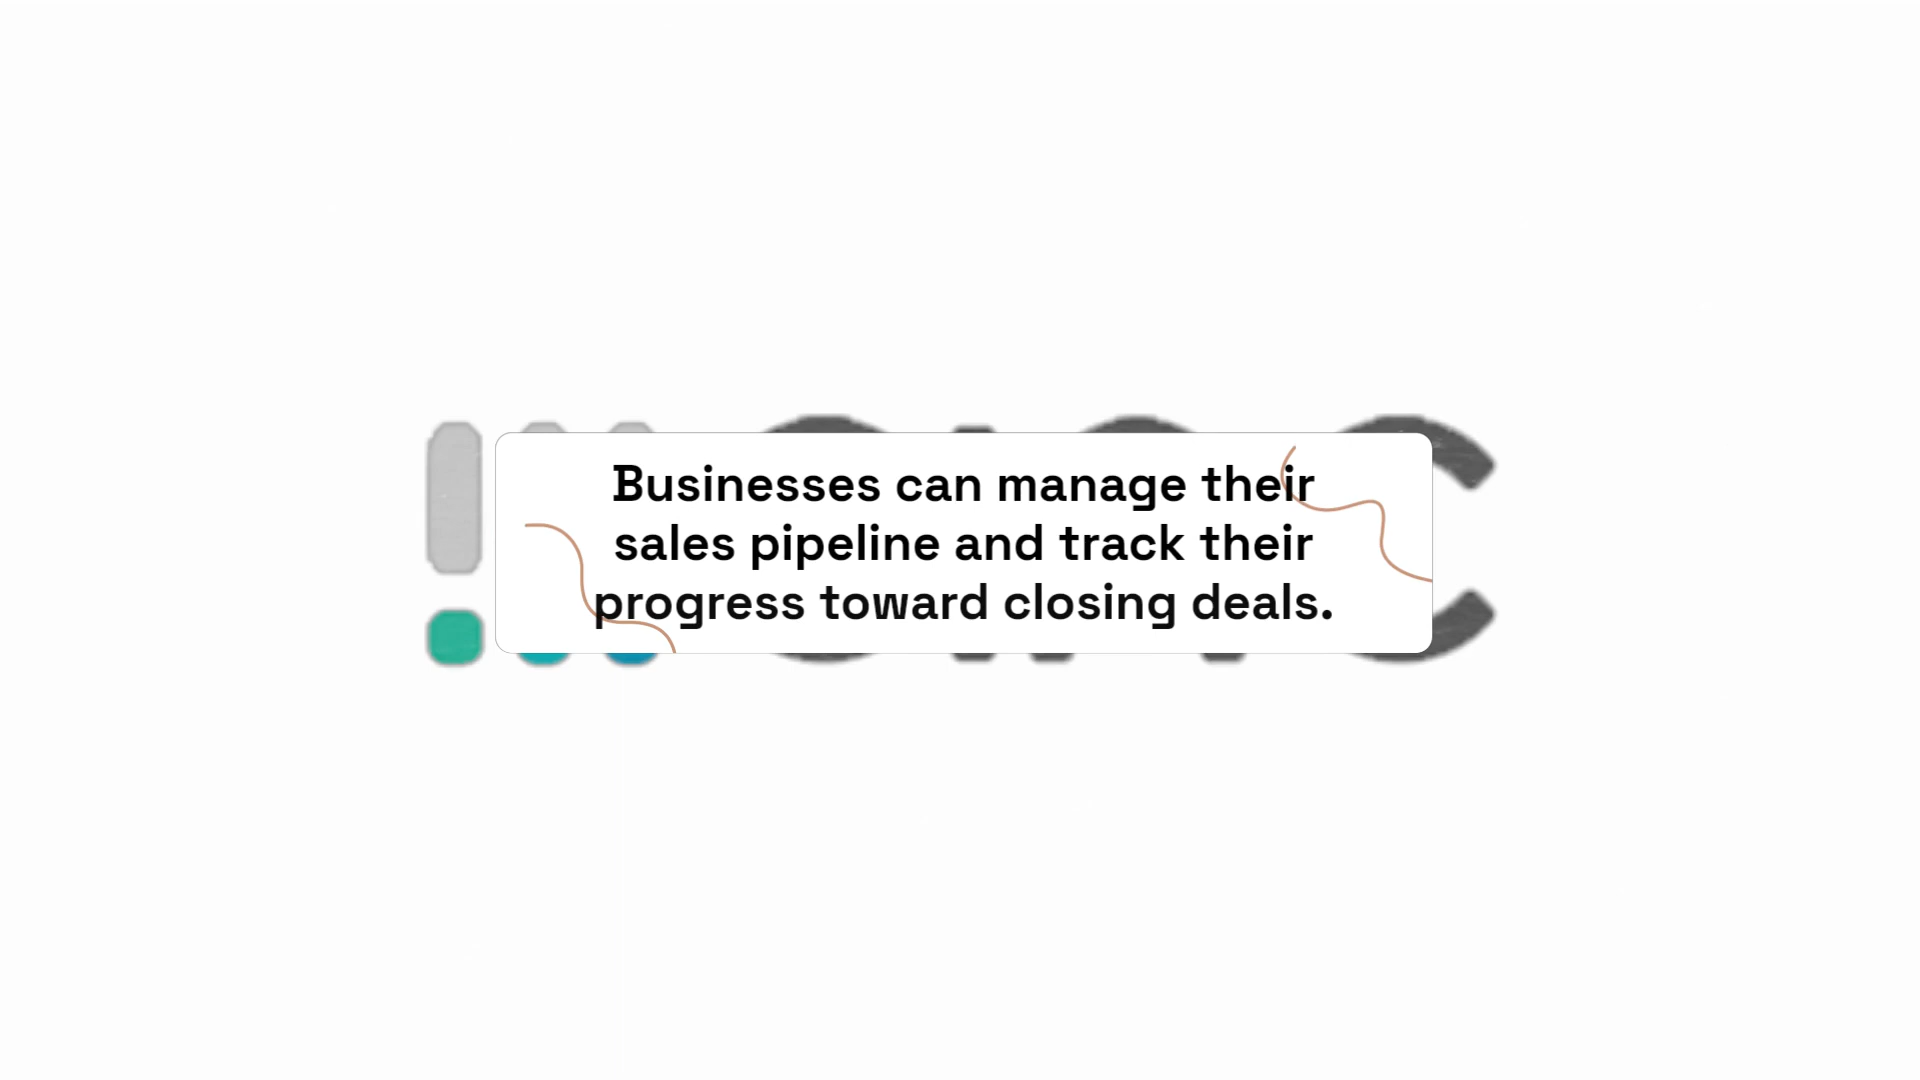 Businesses can manage their
sales pipeline and track their
progress toward closing deals.